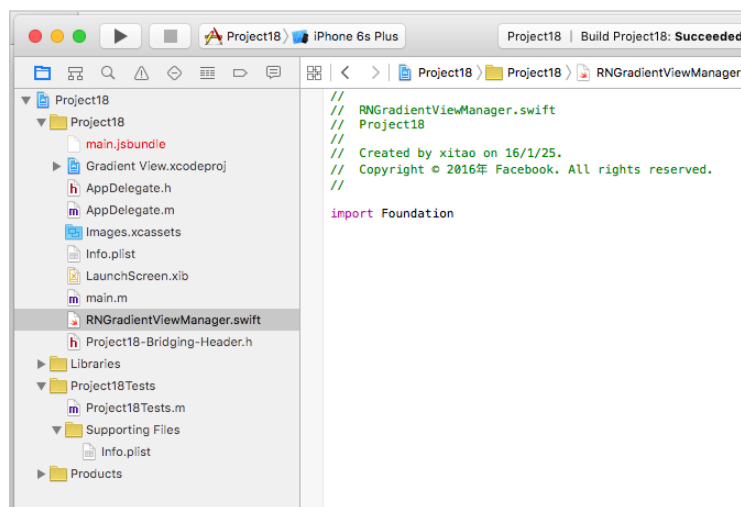 Project18 iPhone 6s Plus Project18 | Build Project18: Succeeded
Project18 Project18 RNGradientViewManager
Project18
Project18
main.jsbundle
Gradient View.xcodeproj
h AppDelegate.h
m AppDelegate.m
Images.xcassets
Info.plist
LaunchScreen.xib
m main.m
RNGradientViewManager.swift
h Project18-Bridging-Header.h
Libraries
Project18Tests
m Project18Tests.m
Supporting Files
Info.plist
Products
//
// RNGradientViewManager.swift
// Project18
//
// Created by xitao on 16/1/25.
// Copyright © 2016年 Facebook. All rights reserved.
//
import Foundation